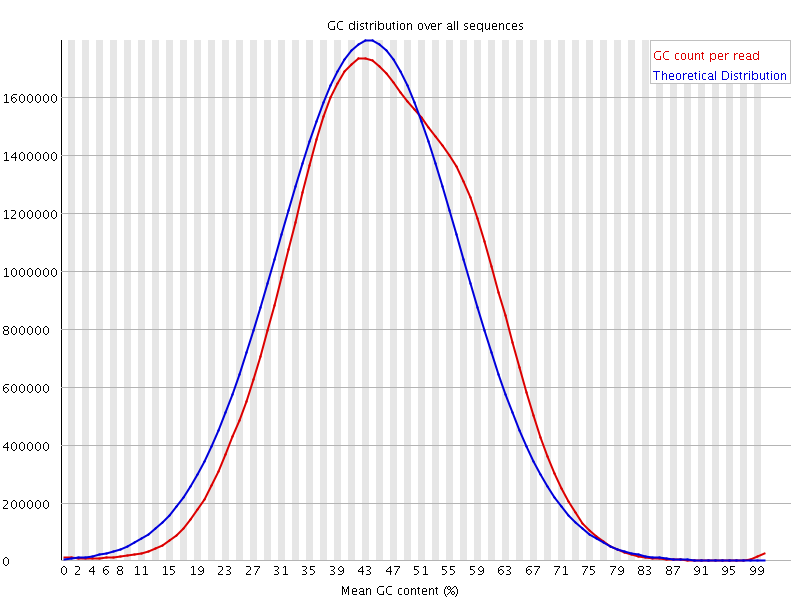 GC distribution over all sequences
GC count per read
Theoretical Distribution
1600000
1400000
1200000
1000000
800000
600000
400000
200000
0
0 2 4 6 8 11 15 19 23 27 31 35 39 43 47 51 55 59 63 67 71 75 79 83 87 91 95 99
Mean GC content (%)